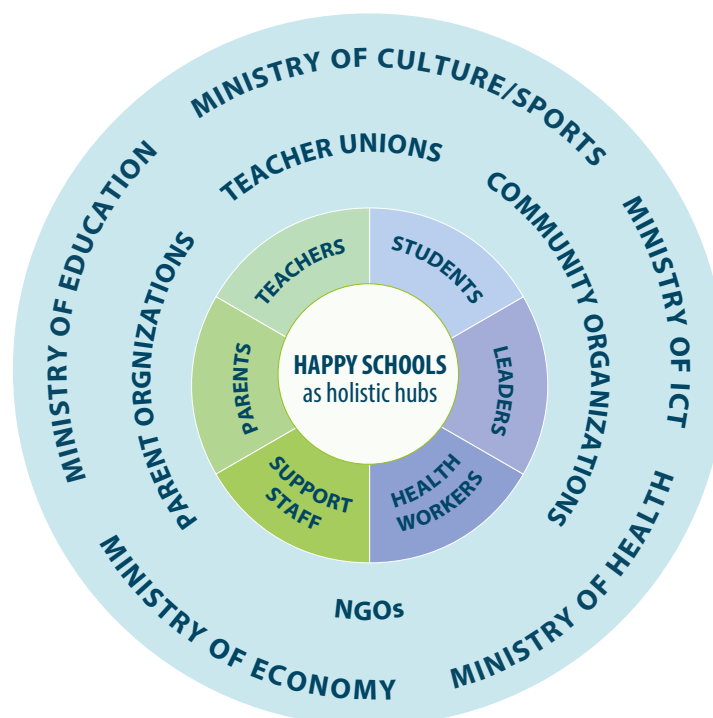 MINISTRY OF CULTURE/SPORTS
MINISTRY OF EDUCATION
TEACHER UNIONS
COMMUNITY ORGANIZATIONS
MINISTRY OF ICT
PARENT ORGNIZATIONS
TEACHERS
STUDENTS
PARENTS
HAPPY SCHOOLS
as holistic hubs
LEADERS
SUPPORT
STAFF
HEALTH
WORKERS
NGOs
MINISTRY OF ECONOMY
MINISTRY OF HEALTH